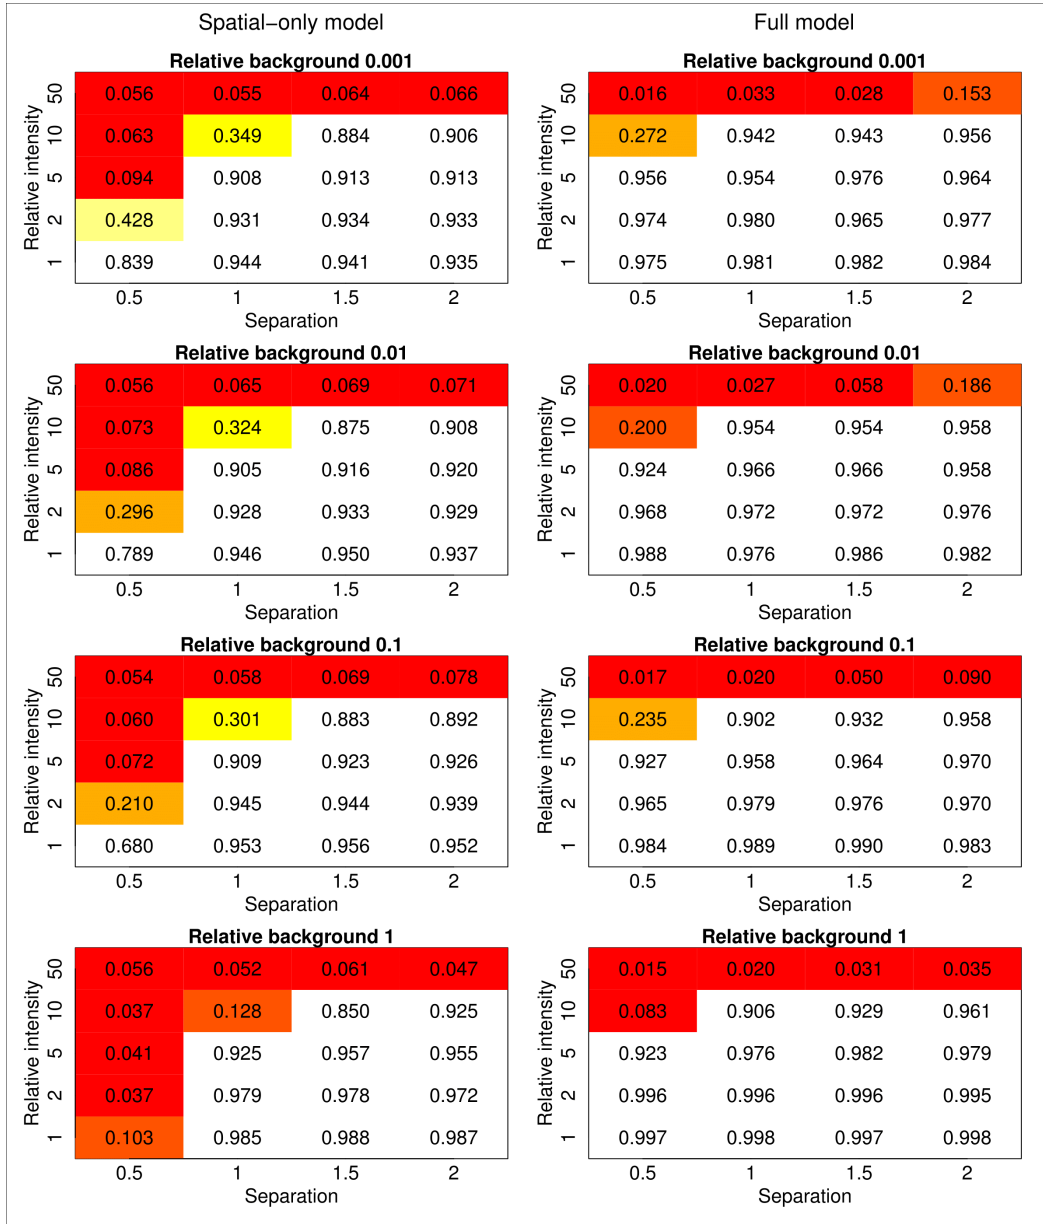 Spatial−only model Full model
Relative background 0.001
Relative intensity
50 0.056 0.055 0.064 0.066
10 0.063 0.349 0.884 0.906
5 0.094 0.908 0.913 0.913
2 0.428 0.931 0.934 0.933
1 0.839 0.944 0.941 0.935
0.5 1 1.5 2
Separation
Relative background 0.001
Relative intensity
50 0.016 0.033 0.028 0.153
10 0.272 0.942 0.943 0.956
5 0.956 0.954 0.976 0.964
2 0.974 0.980 0.965 0.977
1 0.975 0.981 0.982 0.984
0.5 1 1.5 2
Separation
Relative background 0.01
Relative intensity
50 0.056 0.065 0.069 0.071
10 0.073 0.324 0.875 0.908
5 0.086 0.905 0.916 0.920
2 0.296 0.928 0.933 0.929
1 0.789 0.946 0.950 0.937
0.5 1 1.5 2
Separation
Relative background 0.01
Relative intensity
50 0.020 0.027 0.058 0.186
10 0.200 0.954 0.954 0.958
5 0.924 0.966 0.966 0.958
2 0.968 0.972 0.972 0.976
1 0.988 0.976 0.986 0.982
0.5 1 1.5 2
Separation
Relative background 0.1
Relative intensity
50 0.054 0.058 0.069 0.078
10 0.060 0.301 0.883 0.892
5 0.072 0.909 0.923 0.926
2 0.210 0.945 0.944 0.939
1 0.680 0.953 0.956 0.952
0.5 1 1.5 2
Separation
Relative background 0.1
Relative intensity
50 0.017 0.020 0.050 0.090
10 0.235 0.902 0.932 0.958
5 0.927 0.958 0.964 0.970
2 0.965 0.979 0.976 0.970
1 0.984 0.989 0.990 0.983
0.5 1 1.5 2
Separation
Relative background 1
Relative intensity
50 0.056 0.052 0.061 0.047
10 0.037 0.128 0.850 0.925
5 0.041 0.925 0.957 0.955
2 0.037 0.979 0.978 0.972
1 0.103 0.985 0.988 0.987
0.5 1 1.5 2
Separation
Relative background 1
Relative intensity
50 0.015 0.020 0.031 0.035
10 0.083 0.906 0.929 0.961
5 0.923 0.976 0.982 0.979
2 0.996 0.996 0.996 0.995
1 0.997 0.998 0.997 0.998
0.5 1 1.5 2
Separation